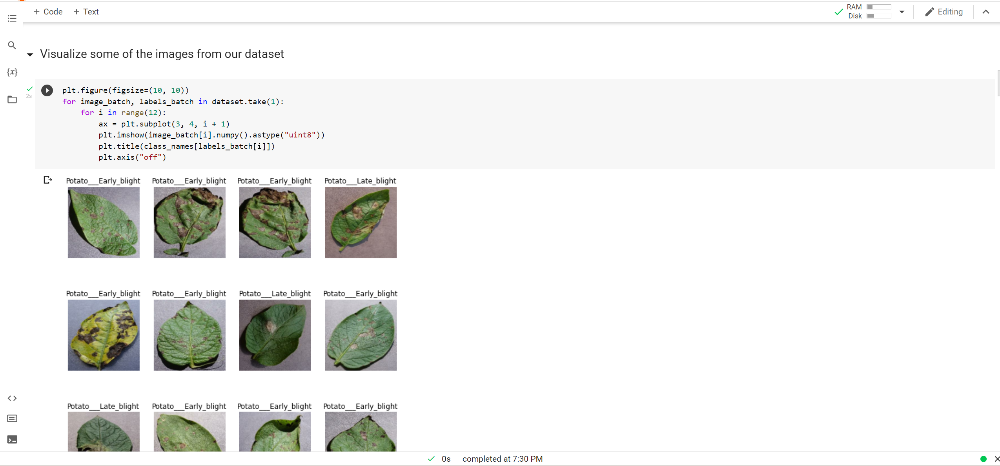 + Code + Text
RAM
Disk
Editing
Visualize some of the images from our dataset
{x}
2s
plt.figure(figsize=(10, 10))
for image_batch, labels_batch in dataset.take(1):
    for i in range(12):
        ax = plt.subplot(3, 4, i + 1)
        plt.imshow(image_batch[i].numpy().astype("uint8"))
        plt.title(class_names[labels_batch[i]])
        plt.axis("off")
Potato___Early_blight Potato___Early_blight Potato___Early_blight Potato___Late_blight
Potato___Early_blight Potato___Early_blight Potato___Late_blight Potato___Early_blight
Potato___Late_blight Potato___Early_blight Potato___Early_blight Potato___Early_blight
0s completed at 7:30 PM